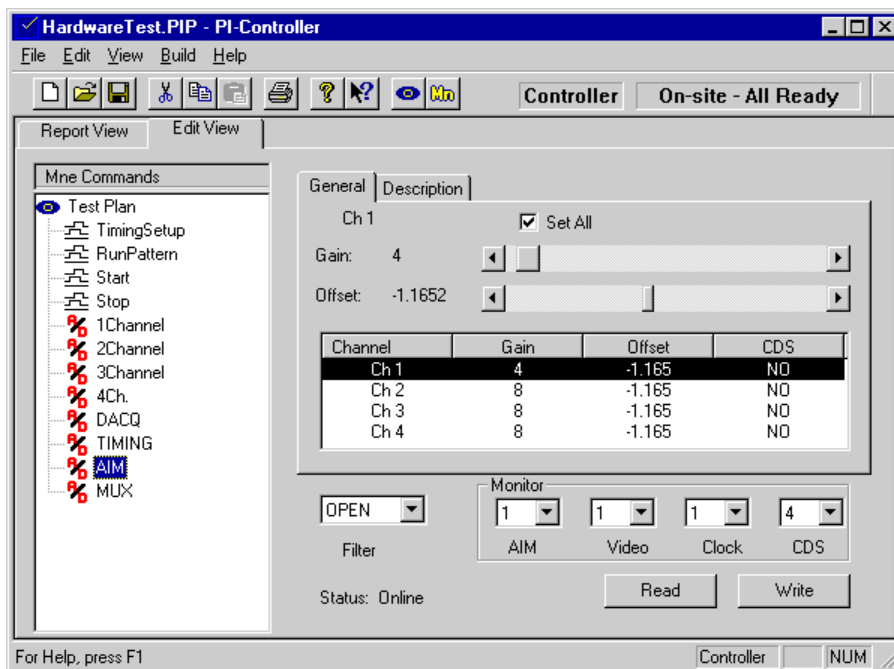 HardwareTest.PIP - PI-Controller
File Edit View Build Help
Controller On-site - All Ready
Report View Edit View
Mne Commands
Test Plan
TimingSetup
RunPattern
Start
Stop
1Channel
2Channel
3Channel
4Ch.
DACQ
TIMING
AIM
MUX
General Description
Ch 1 Set All
Gain: 4
Offset: -1.1652
Channel Gain Offset CDS
Ch 1 4 -1.165 NO
Ch 2 8 -1.165 NO
Ch 3 8 -1.165 NO
Ch 4 8 -1.165 NO
Monitor
OPEN 1 1 1 4
Filter AIM Video Clock CDS
Status: Online Read Write
For Help, press F1 Controller NUM